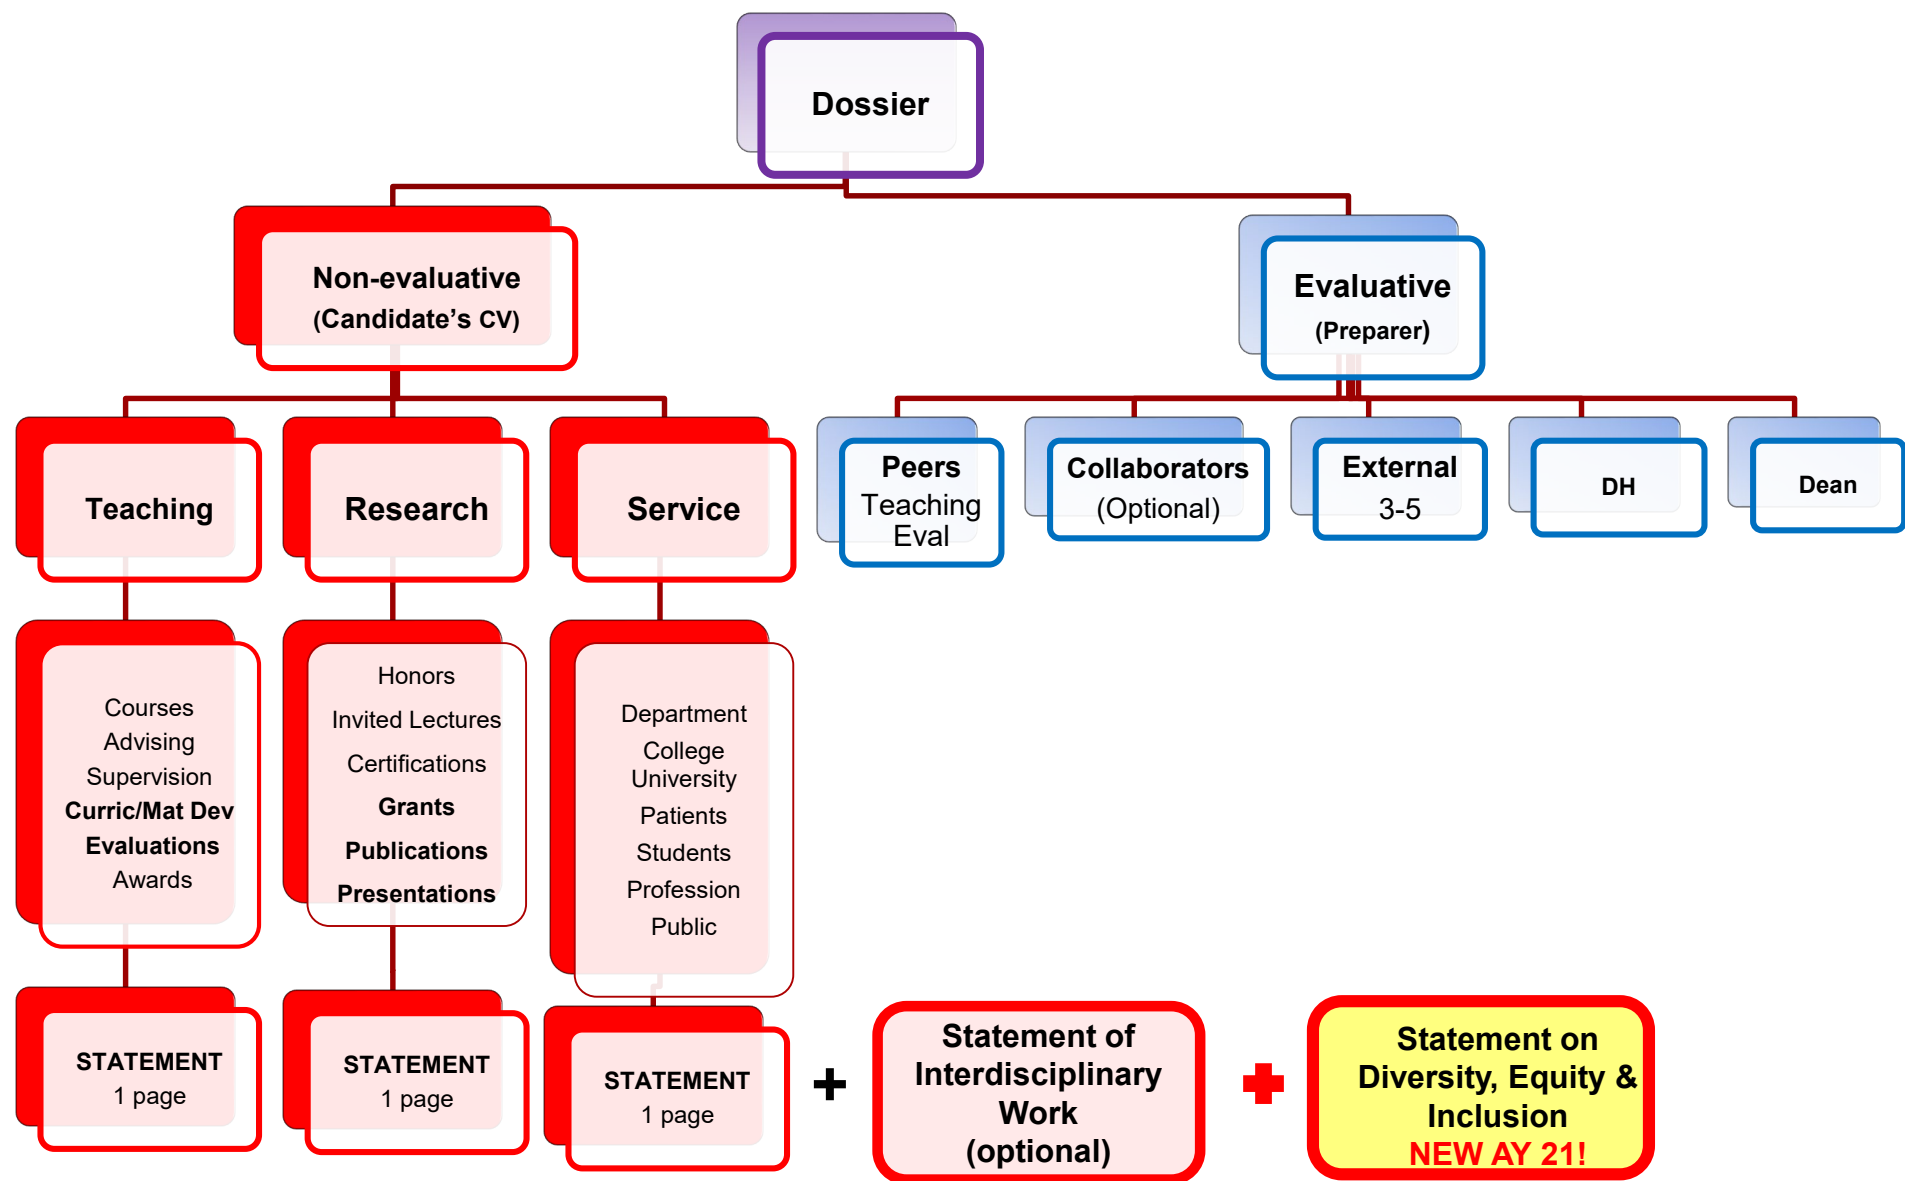 Dossier
Non-evaluative
(Candidate's CV)
Evaluative
(Preparer)
Teaching
Research
Service
Peers
Teaching
Eval
Collaborators
(Optional)
External
3-5
DH
Dean
Courses
Advising
Supervision
Curric/Mat Dev
Evaluations
Awards
Honors
Invited Lectures
Certifications
Grants
Publications
Presentations
Department
College
University
Patients
Students
Profession
Public
STATEMENT
1 page
STATEMENT
1 page
STATEMENT
1 page
+
Statement of
Interdisciplinary
Work
(optional)
+
Statement on
Diversity, Equity &
Inclusion
NEW AY 21!